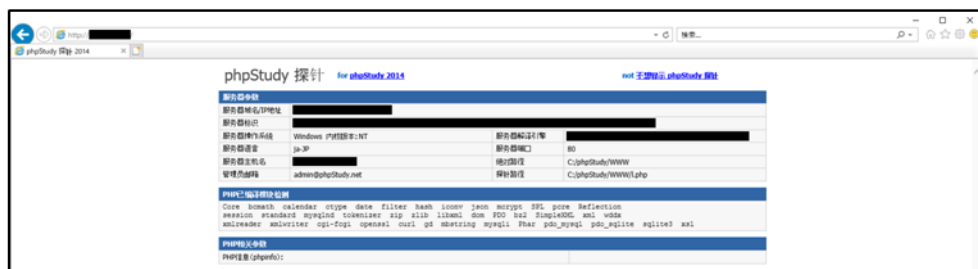 http://
検索...
phpStudy 探针 2014
phpStudy 探针 for phpStudy 2014 not 不想显示 phpStudy 探针
服务器参数
服务器域名/IP地址
服务器标识
服务器操作系统 Windows 内核版本:NT 服务器解译引擎
服务器语言 ja-JP 服务器端口 80
服务器主机名 绝对路径 C:/phpStudy/WWW
管理员邮箱 admin@phpStudy.net 探针路径 C:/phpStudy/WWW/l.php
PHP已编译模块检测
Core bcmath calendar ctype date filter hash iconv json mcrypt SPL pcre Reflection
session standard mysqlnd tokenizer zip zlib libxml dom PDO bz2 SimpleXML xml wddx
xmlreader xmlwriter cgi-fcgi openssl curl gd mbstring mysqli Phar pdo_mysql pdo_sqlite sqlite3 xsl
PHP相关参数
PHP信息(phpinfo):